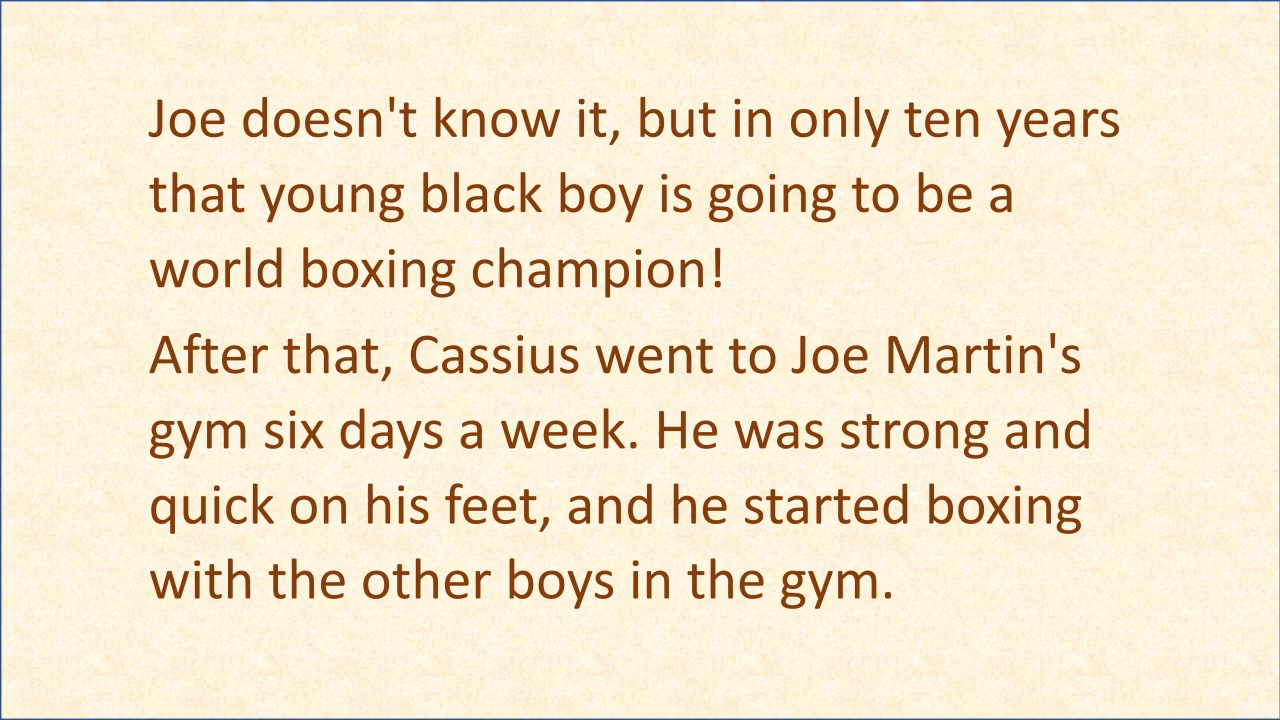 Joe doesn't know it, but in only ten years
that young black boy is going to be a
world boxing champion!
After that, Cassius went to Joe Martin's
gym six days a week. He was strong and
quick on his feet, and he started boxing
with the other boys in the gym.